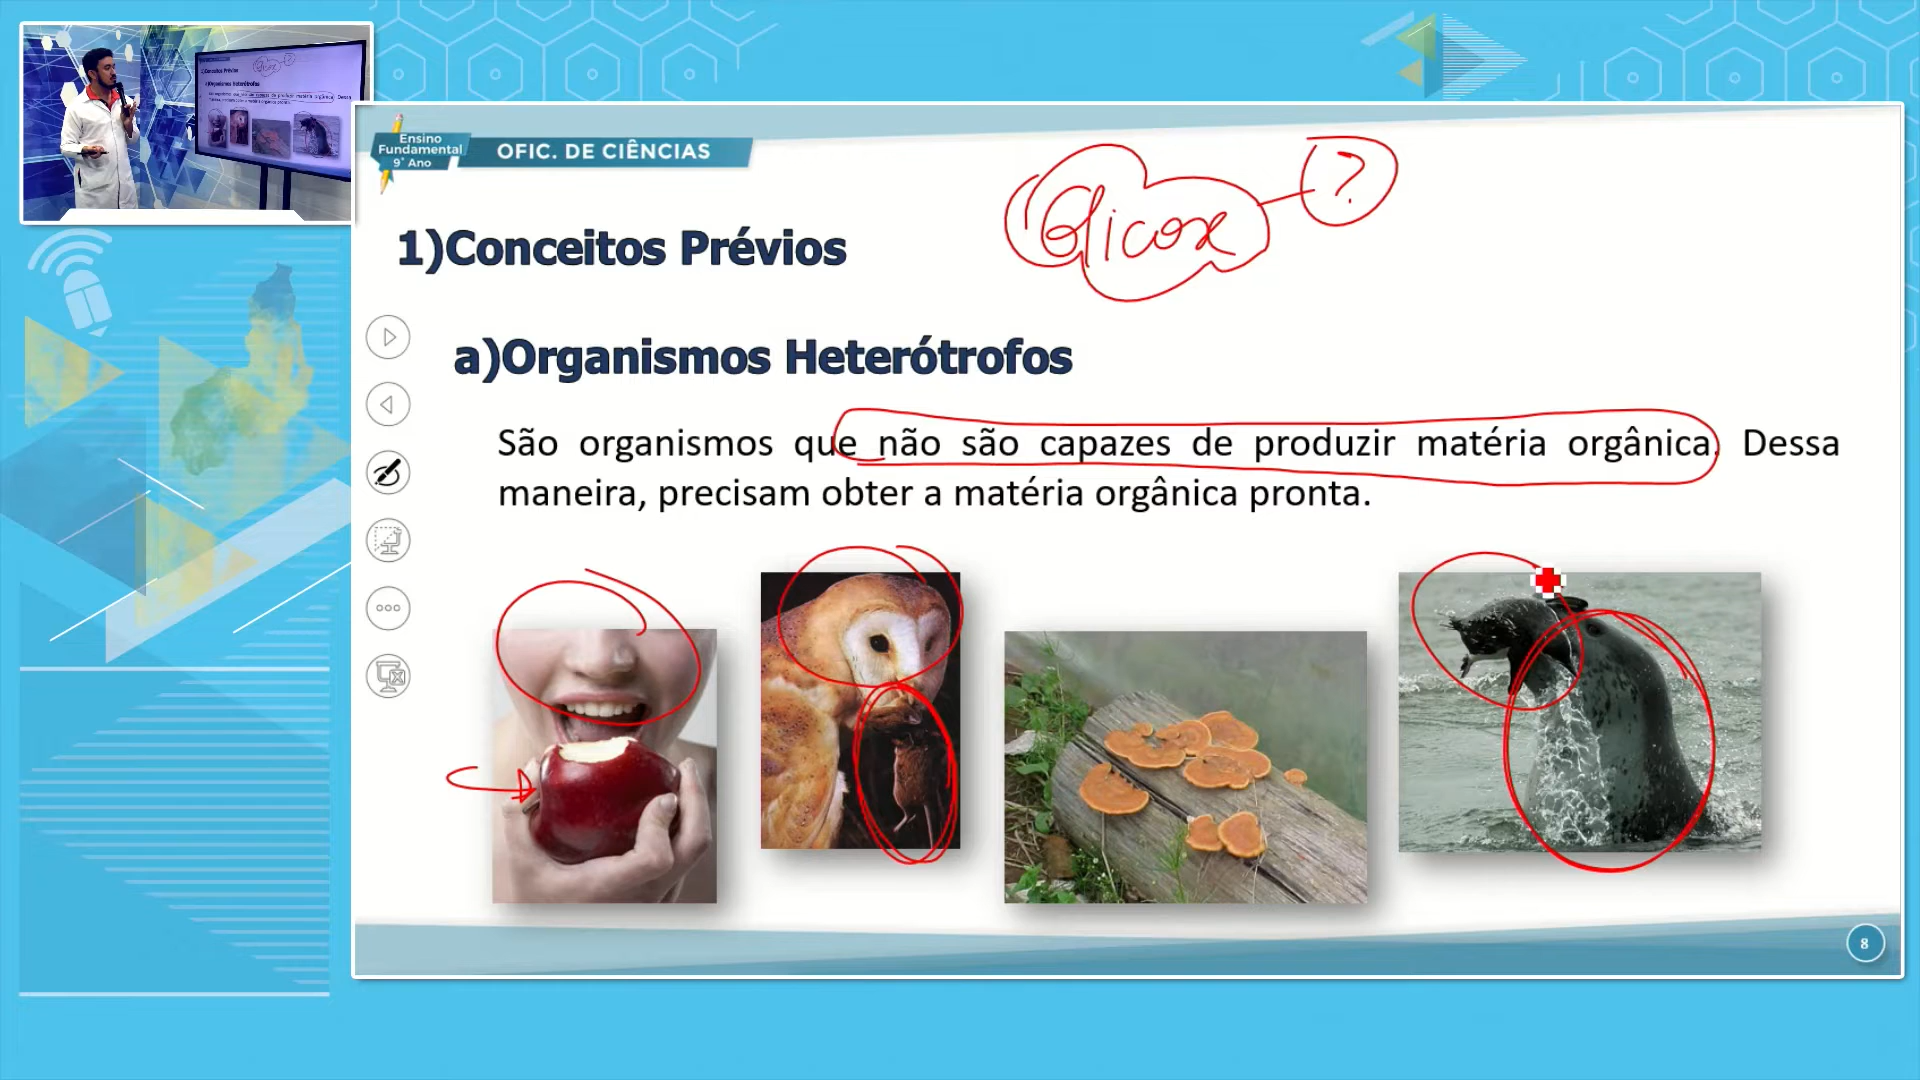 Ensino
Fundamental
9° Ano
OFIC. DE CIÊNCIAS
Glicose
?
1)Conceitos Prévios
a)Organismos Heterótrofos
São organismos que não são capazes de produzir matéria orgânica. Dessa
maneira, precisam obter a matéria orgânica pronta.
8